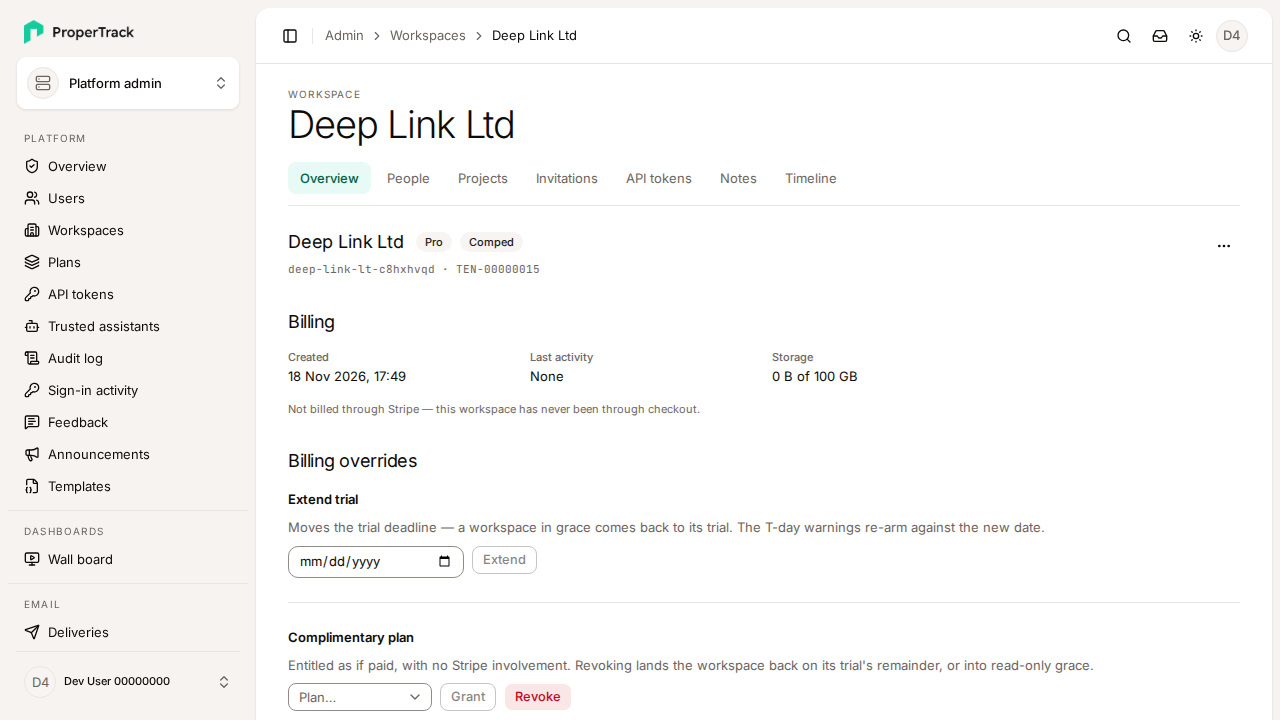 ProperTrack
Platform admin
PLATFORM
Overview
Users
Workspaces
Plans
API tokens
Trusted assistants
Audit log
Sign-in activity
Feedback
Announcements
Templates
DASHBOARDS
Wall board
EMAIL
Deliveries
D4 Dev User 00000000
Admin > Workspaces > Deep Link Ltd
D4
WORKSPACE
Deep Link Ltd
Overview People Projects Invitations API tokens Notes Timeline
Deep Link Ltd Pro Comped
deep-link-lt-c8hxhvqd · TEN-00000015
Billing
Created Last activity Storage
18 Nov 2026, 17:49 None 0 B of 100 GB
Not billed through Stripe — this workspace has never been through checkout.
Billing overrides
Extend trial
Moves the trial deadline — a workspace in grace comes back to its trial. The T-day warnings re-arm against the new date.
mm/dd/yyyy Extend
Complimentary plan
Entitled as if paid, with no Stripe involvement. Revoking lands the workspace back on its trial's remainder, or into read-only grace.
Plan... Grant Revoke